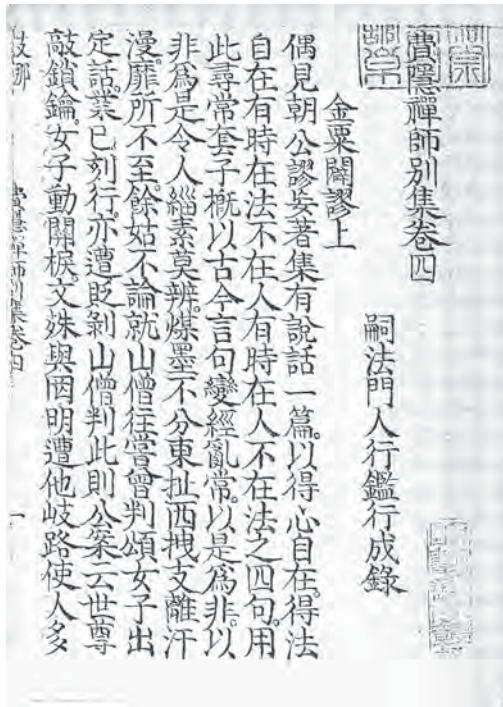 費隱禪師別集卷四
嗣法門人行鑑行成錄
金粟闢謬上
偶見朝公謬妄著集有說話一篇。以得心自在。得法
自在有時在法不在人有時在人不在法之四句。用
此尋常套子概以古今言句變經亂常。以是爲非。以
非爲是令人緇素莫辨。煤墨不分東扯西拽支離汗
漫。靡所不至。餘姑不論就山僧往嘗曾判頌女子出
定話。業已刻行。亦遭貶剝山僧判此則公案云世尊
敲鎖鑰。女子動關棙。文殊與罔明遭他岐路使人多
費隱禪師別集卷四
一